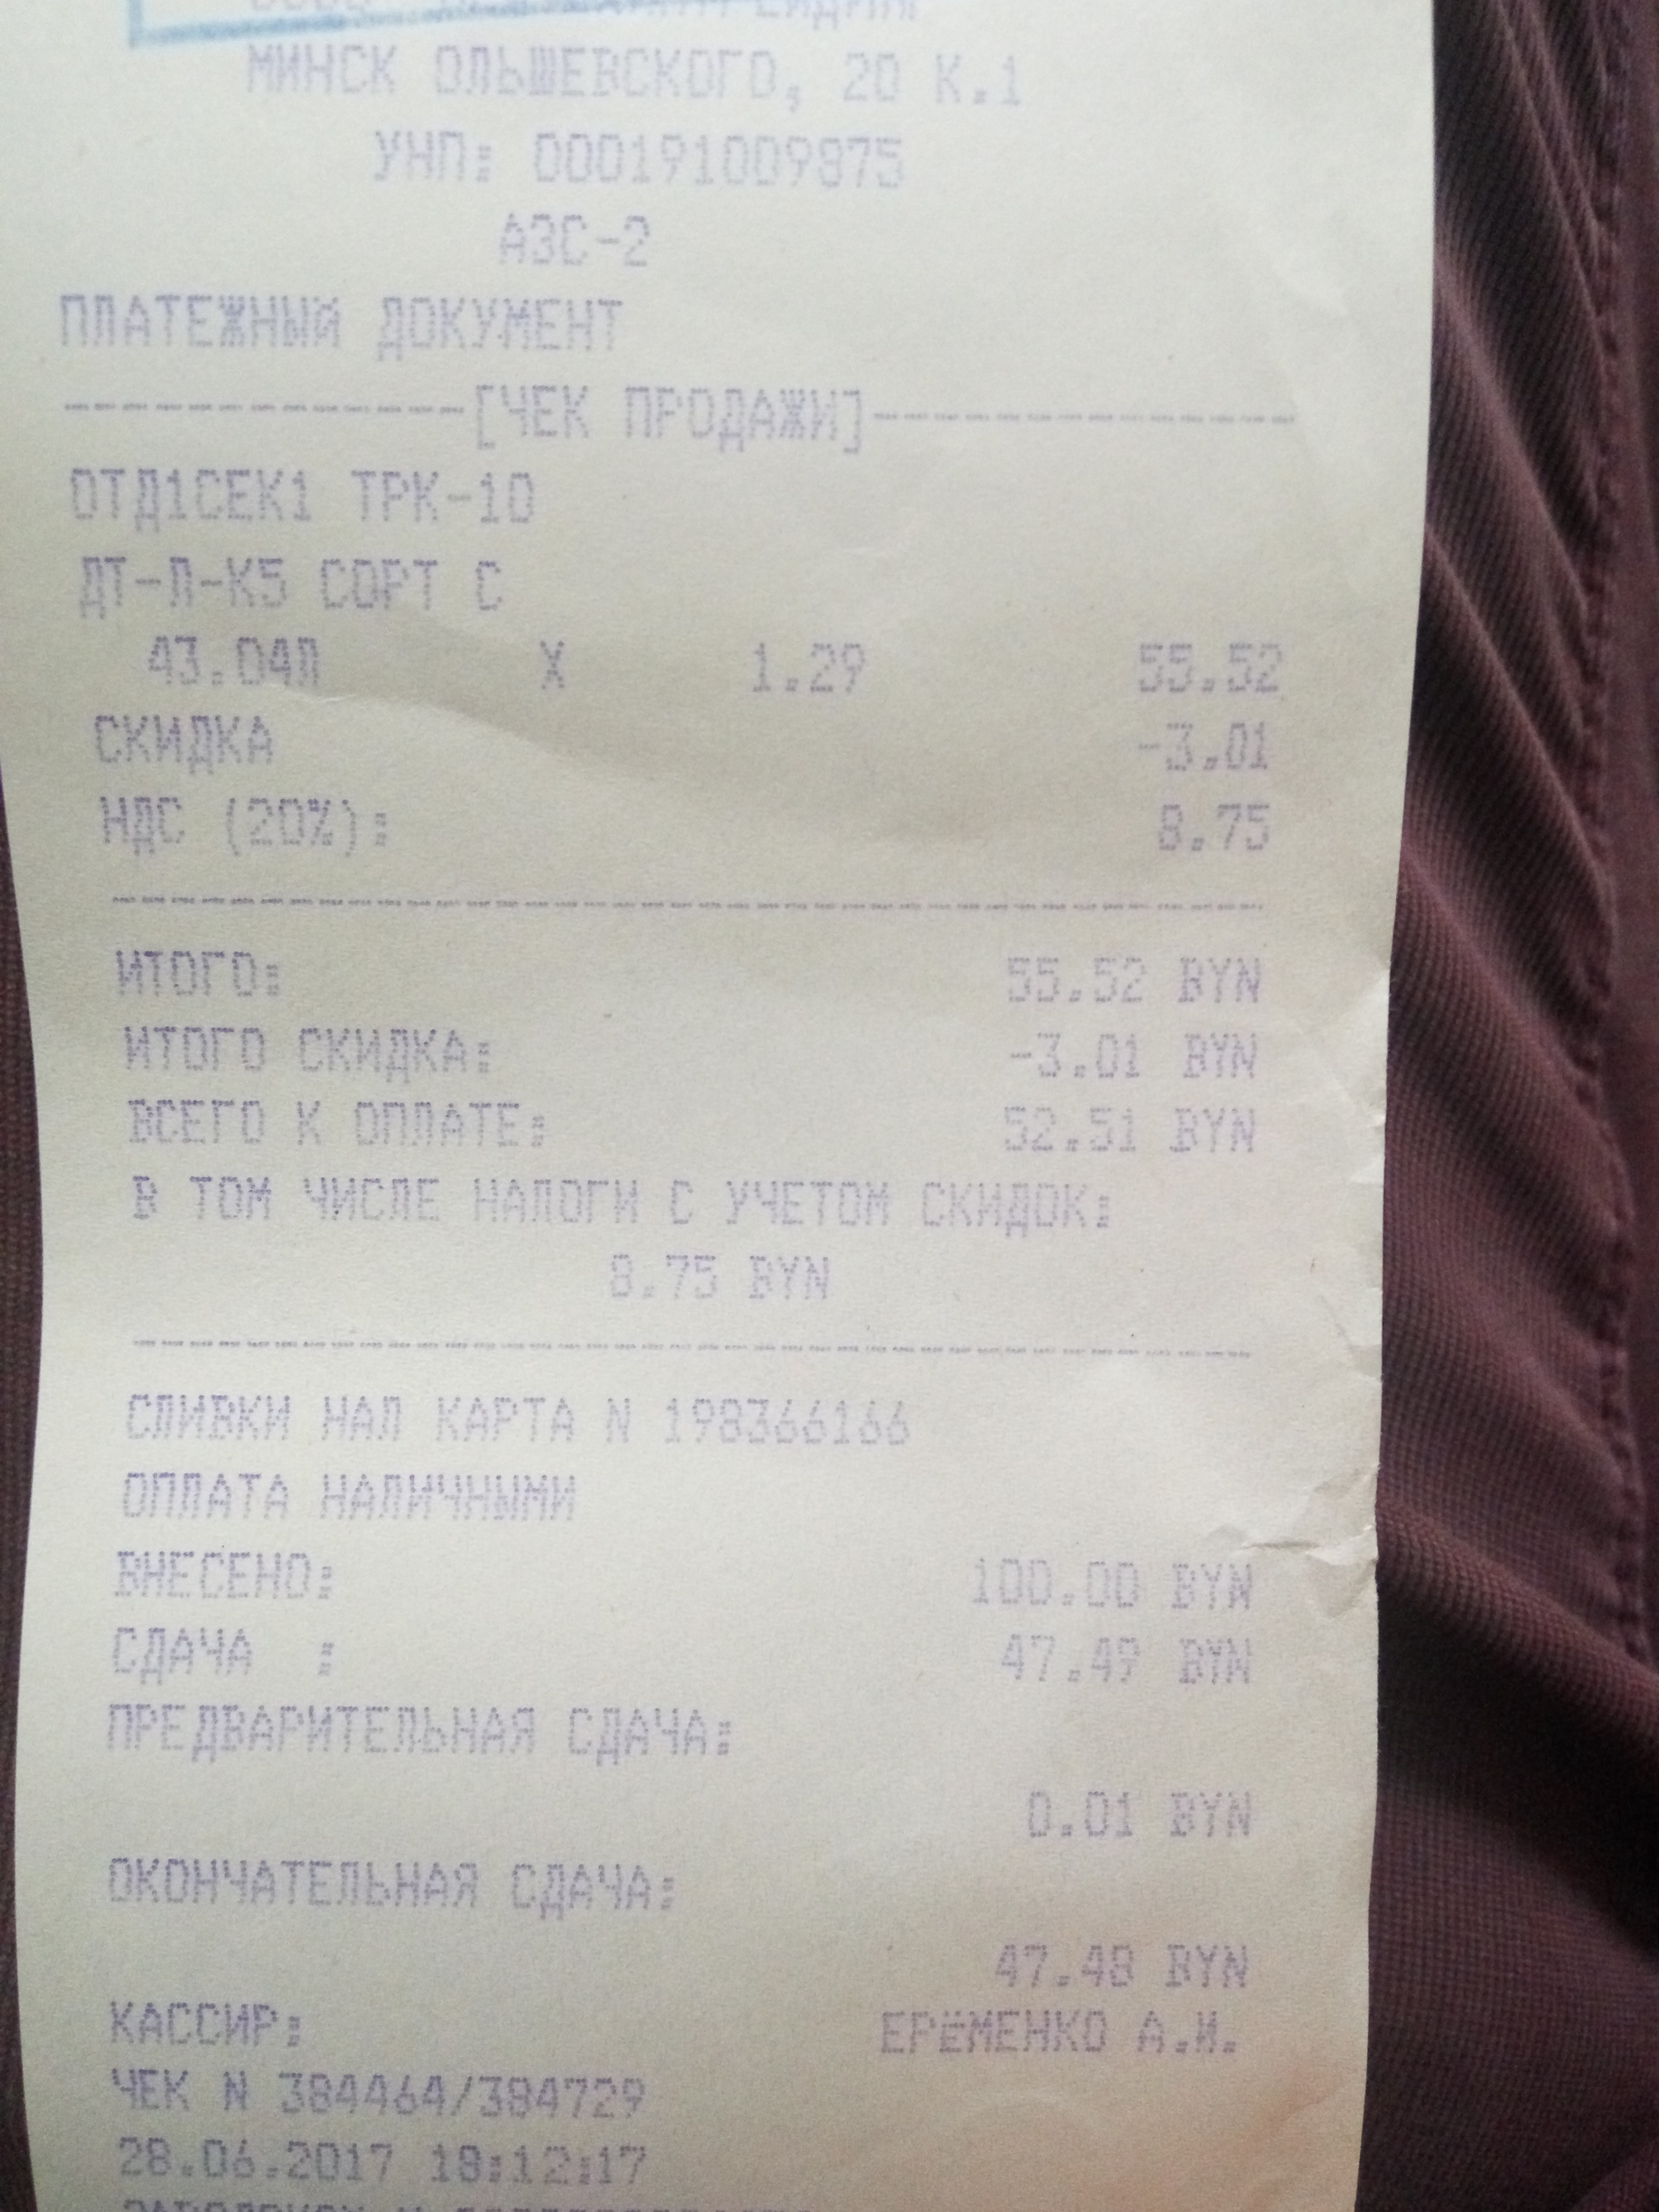 МИНСК ОЛЬШЕВСКОГО, 20 К.1
УНП: 000191009875
АЗС-2
ПЛАТЕЖНЫЙ ДОКУМЕНТ
------------[ЧЕК ПРОДАЖИ]------------
ОТД1СЕК1 ТРК-10
ДТ-Л-К5 СОРТ С
43.04Л Х 1.29 55.52
СКИДКА -3.01
НДС (20%): 8.75
ИТОГО: 55.52 BYN
ИТОГО СКИДКА: -3.01 BYN
ВСЕГО К ОПЛАТЕ: 52.51 BYN
В ТОМ ЧИСЛЕ НАЛОГИ С УЧЕТОМ СКИДОК:
8.75 BYN
СЛИВКИ НАЛ КАРТА N 198366166
ОПЛАТА НАЛИЧНЫМИ
ВНЕСЕНО: 100.00 BYN
СДАЧА : 47.49 BYN
ПРЕДВАРИТЕЛЬНАЯ СДАЧА:
0.01 BYN
ОКОНЧАТЕЛЬНАЯ СДАЧА:
47.48 BYN
КАССИР: ЕРЁМЕНКО А.И.
ЧЕК N 384464/384729
28.06.2017 18:12:17